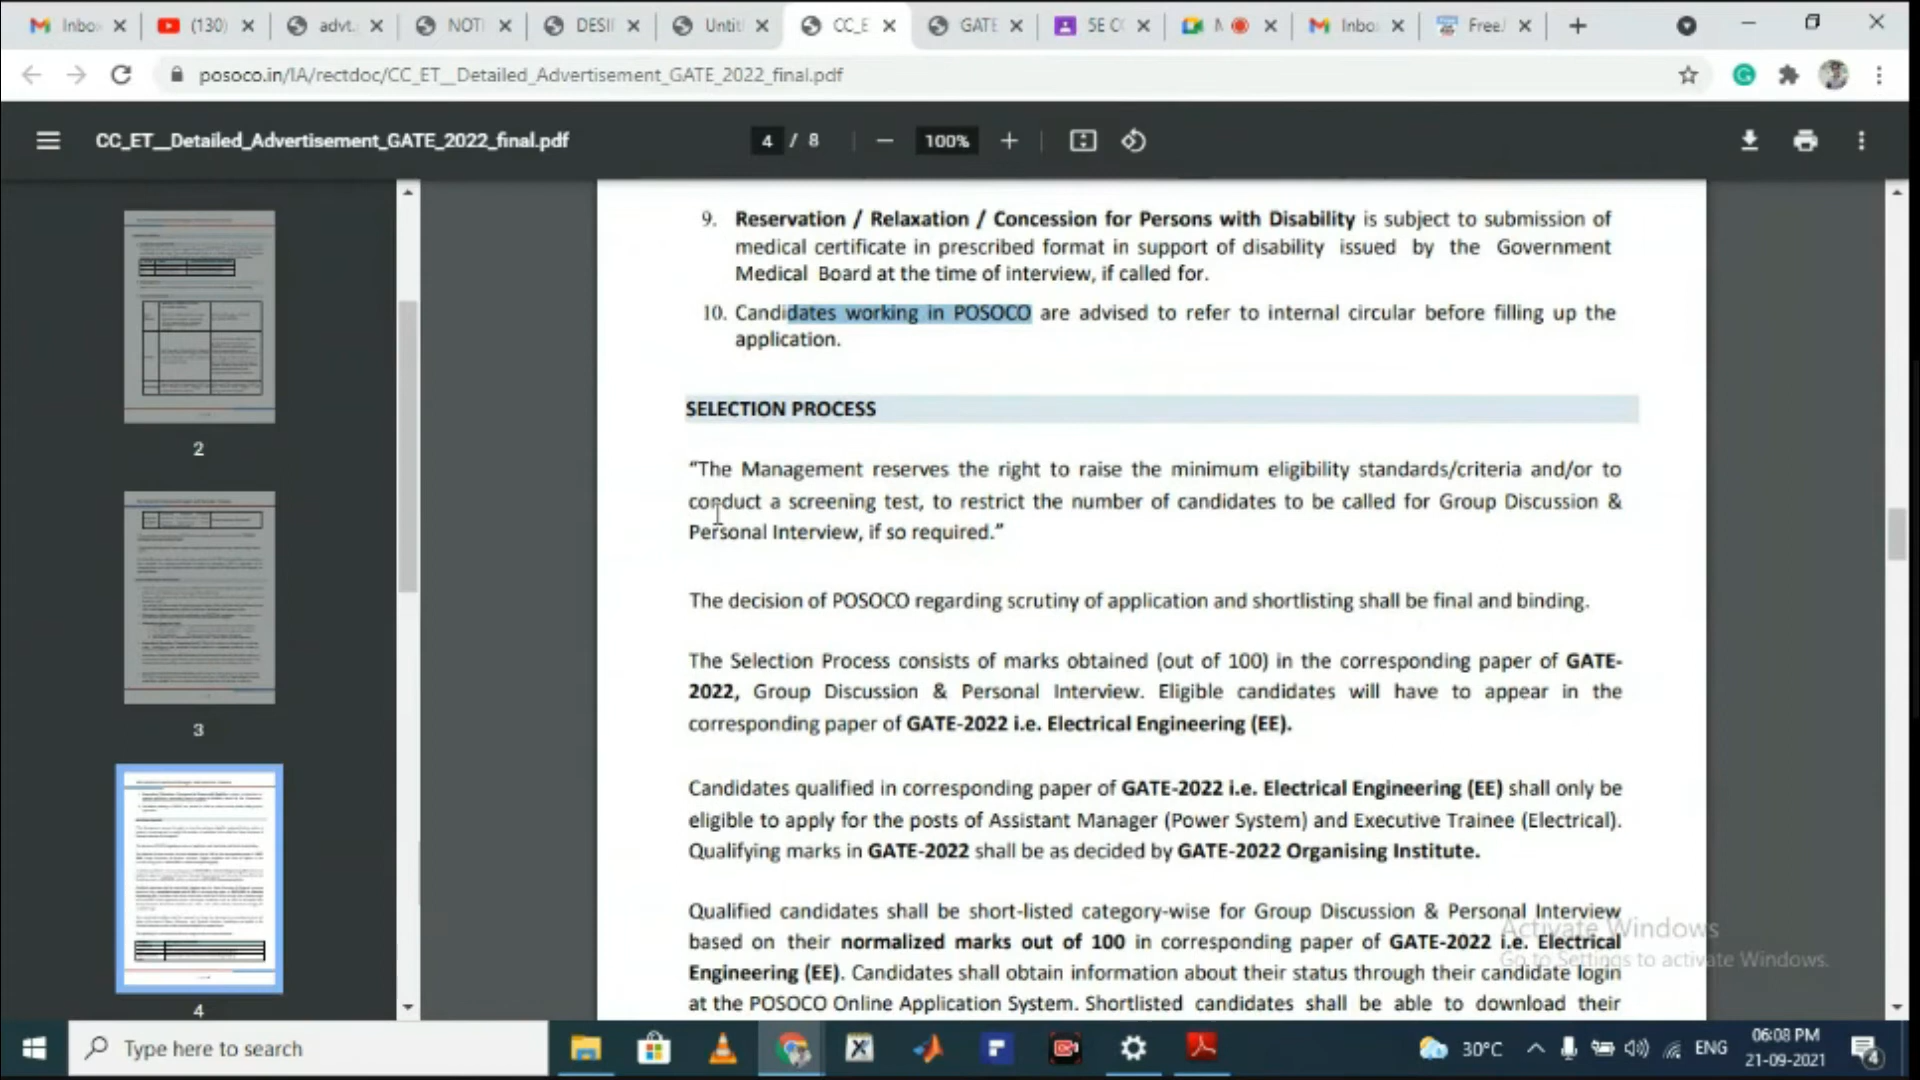 Inbo
(130)
advt.
NOTI
DESII
Untit
CC_E
GATE
5E CC
M
Inbo
FreeJ
posoco.in/IA/rectdoc/CC_ET__Detailed_Advertisement_GATE_2022_final.pdf
CC_ET__Detailed_Advertisement_GATE_2022_final.pdf
4 / 8
100%
2
3
4
9. Reservation / Relaxation / Concession for Persons with Disability is subject to submission of
medical certificate in prescribed format in support of disability issued by the Government
Medical Board at the time of interview, if called for.
10. Candidates working in POSOCO are advised to refer to internal circular before filling up the
application.
SELECTION PROCESS
“The Management reserves the right to raise the minimum eligibility standards/criteria and/or to
conduct a screening test, to restrict the number of candidates to be called for Group Discussion &
Personal Interview, if so required.”
The decision of POSOCO regarding scrutiny of application and shortlisting shall be final and binding.
The Selection Process consists of marks obtained (out of 100) in the corresponding paper of GATE-
2022, Group Discussion & Personal Interview. Eligible candidates will have to appear in the
corresponding paper of GATE-2022 i.e. Electrical Engineering (EE).
Candidates qualified in corresponding paper of GATE-2022 i.e. Electrical Engineering (EE) shall only be
eligible to apply for the posts of Assistant Manager (Power System) and Executive Trainee (Electrical).
Qualifying marks in GATE-2022 shall be as decided by GATE-2022 Organising Institute.
Qualified candidates shall be short-listed category-wise for Group Discussion & Personal Interview
based on their normalized marks out of 100 in corresponding paper of GATE-2022 i.e. Electrical
Engineering (EE). Candidates shall obtain information about their status through their candidate login
at the POSOCO Online Application System. Shortlisted candidates shall be able to download their
Activate Windows
Go to Settings to activate Windows.
Type here to search
30°C
ENG
06:08 PM
21-09-2021
4